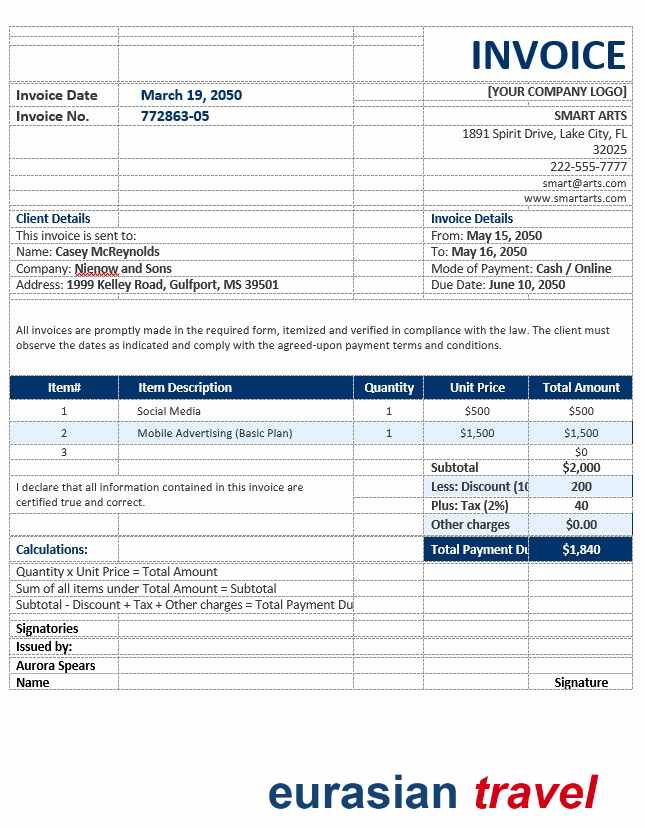 INVOICE
[YOUR COMPANY LOGO]
Invoice Date March 19, 2050
Invoice No. 772863-05
SMART ARTS
1891 Spirit Drive, Lake City, FL
32025
222-555-7777
smart@arts.com
www.smartarts.com
Client Details
This invoice is sent to:
Name: Casey McReynolds
Company: Nienow and Sons
Address: 1999 Kelley Road, Gulfport, MS 39501
Invoice Details
From: May 15, 2050
To: May 16, 2050
Mode of Payment: Cash / Online
Due Date: June 10, 2050
All invoices are promptly made in the required form, itemized and verified in compliance with the law. The client must
observe the dates as indicated and comply with the agreed-upon payment terms and conditions.
Item# Item Description Quantity Unit Price Total Amount
1 Social Media 1 $500 $500
2 Mobile Advertising (Basic Plan) 1 $1,500 $1,500
3 $0
Subtotal $2,000
Less: Discount (10 200
Plus: Tax (2%) 40
Other charges $0.00
Total Payment Du $1,840
I declare that all information contained in this invoice are
certified true and correct.
Calculations:
Quantity x Unit Price = Total Amount
Sum of all items under Total Amount = Subtotal
Subtotal - Discount + Tax + Other charges = Total Payment Du
Signatories
Issued by:
Aurora Spears
Name Signature
eurasian travel